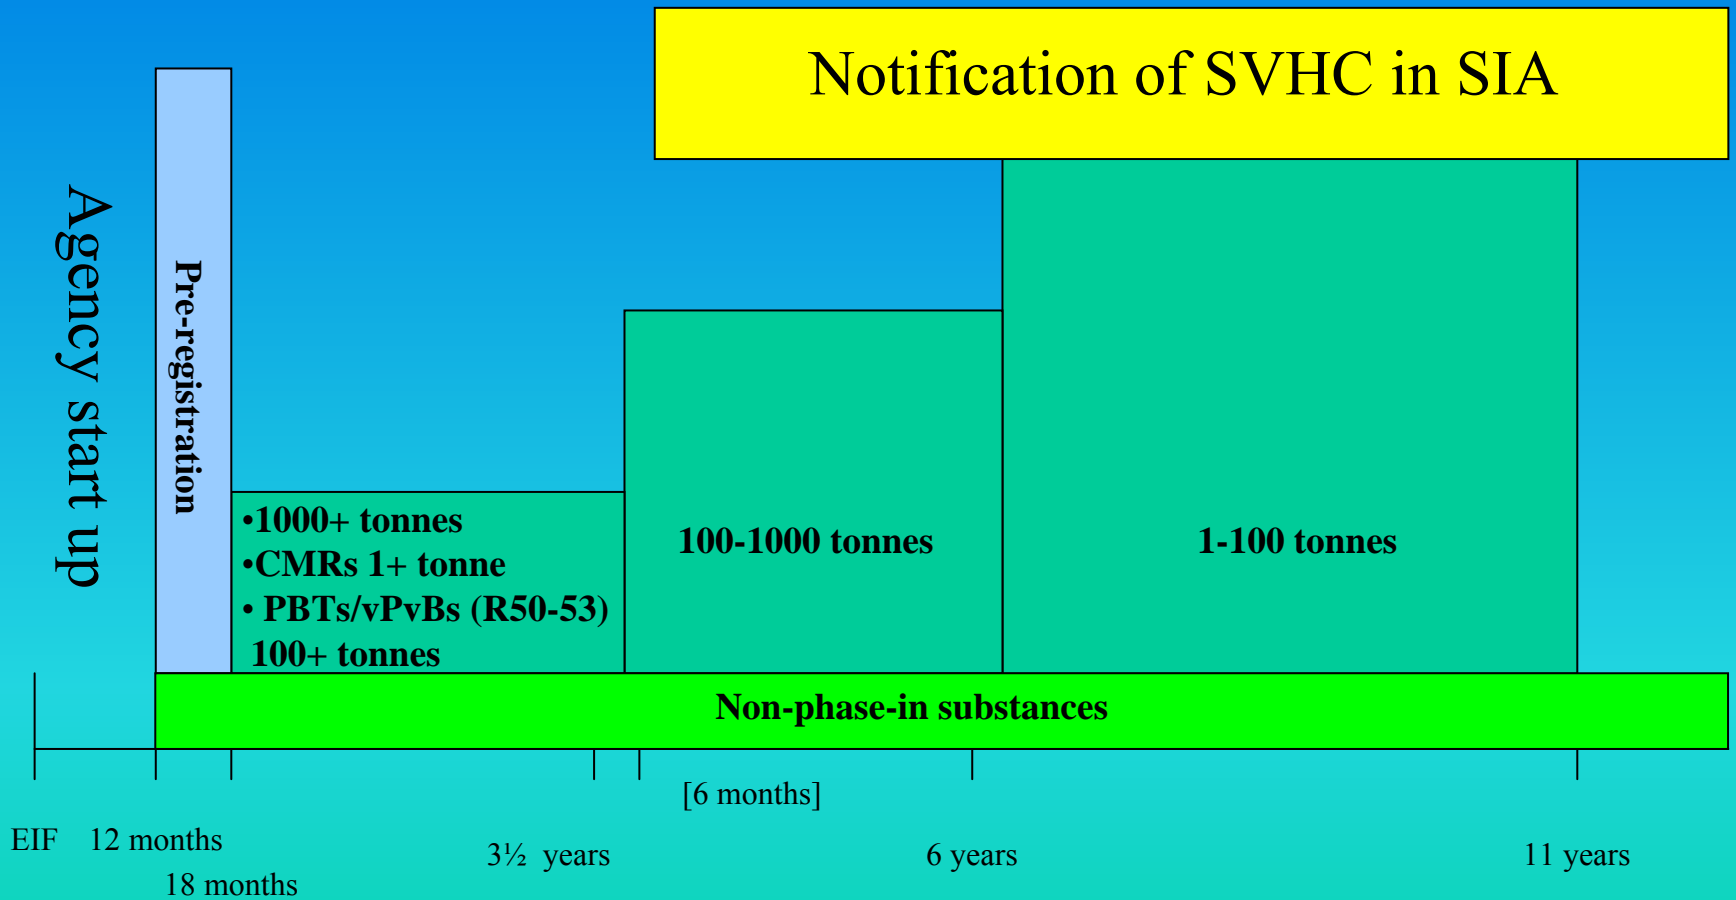 Notification of SVHC in SIA
Agency start up
Pre-registration
•1000+ tonnes
•CMRs 1+ tonne
• PBTs/vPvBs (R50-53)
100+ tonnes
100-1000 tonnes
1-100 tonnes
Non-phase-in substances
[6 months]
EIF 12 months
18 months
3½ years
6 years
11 years